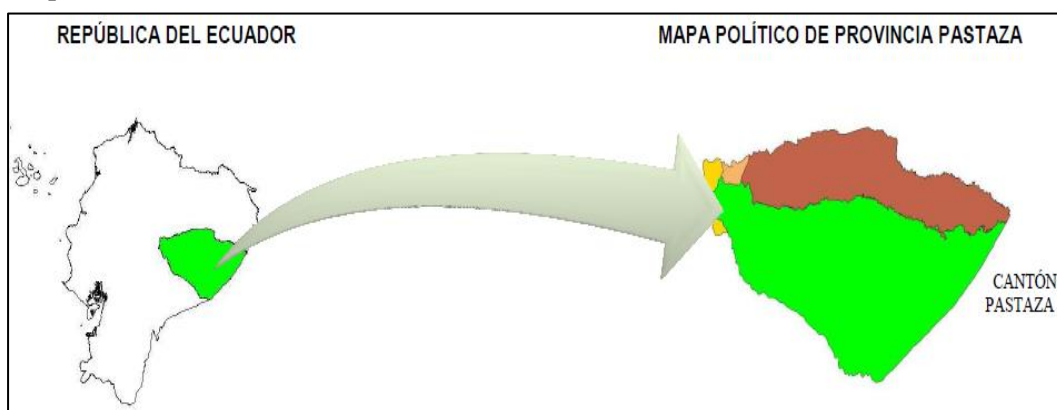 REPÚBLICA DEL ECUADOR
MAPA POLÍTICO DE PROVINCIA PASTAZA
CANTÓN
PASTAZA